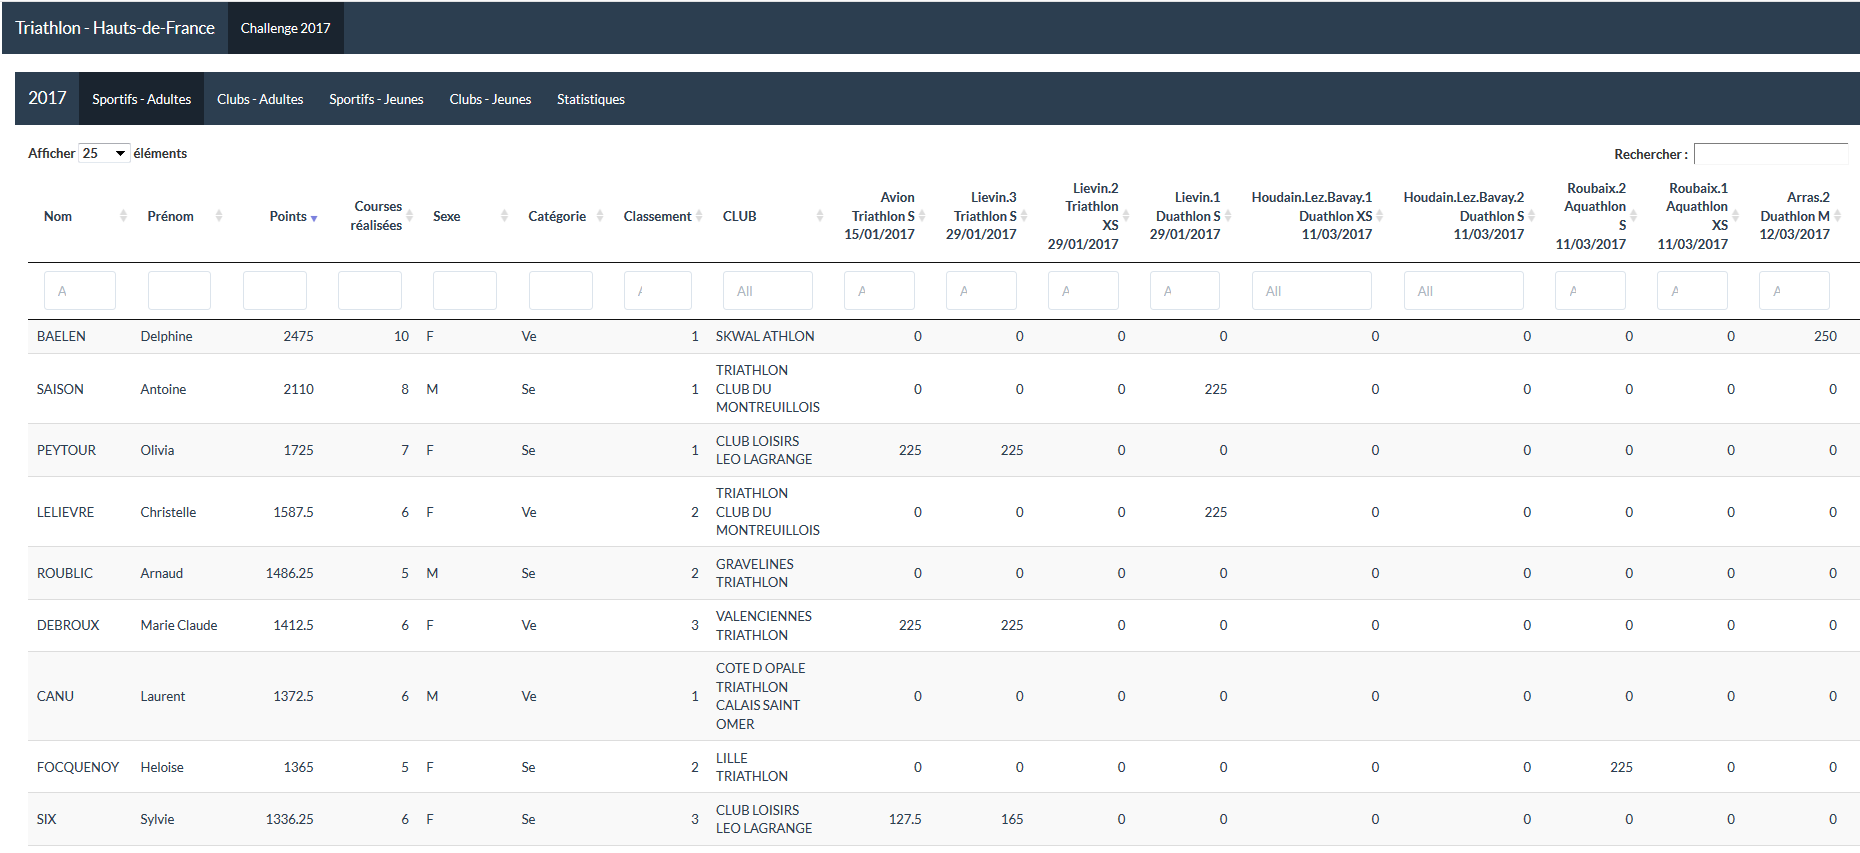 Triathlon - Hauts-de-France Challenge 2017
2017 Sportifs - Adultes Clubs - Adultes Sportifs - Jeunes Clubs - Jeunes Statistiques
Afficher 25 éléments Rechercher :
Nom Prénom Points Courses réalisées Sexe Catégorie Classement CLUB Avion Triathlon S 15/01/2017 Lievin.3 Triathlon S 29/01/2017 Lievin.2 Triathlon XS 29/01/2017 Lievin.1 Duathlon S 29/01/2017 Houdain.Lez.Bavay.1 Duathlon XS 11/03/2017 Houdain.Lez.Bavay.2 Duathlon S 11/03/2017 Roubaix.2 Aquathlon S 11/03/2017 Roubaix.1 Aquathlon XS 11/03/2017 Arras.2 Duathlon M 12/03/2017
All All All
BAELEN Delphine 2475 10 F Ve 1 SKWAL ATHLON 0 0 0 0 0 0 0 0 250
SAISON Antoine 2110 8 M Se 1 TRIATHLON CLUB DU MONTREUILLOIS 0 0 0 225 0 0 0 0 0
PEYTOUR Olivia 1725 7 F Se 1 CLUB LOISIRS LEO LAGRANGE 225 225 0 0 0 0 0 0 0
LELIEVRE Christelle 1587.5 6 F Ve 2 TRIATHLON CLUB DU MONTREUILLOIS 0 0 0 225 0 0 0 0 0
ROUBLIC Arnaud 1486.25 5 M Se 2 GRAVELINES TRIATHLON 0 0 0 0 0 0 0 0 0
DEBROUX Marie Claude 1412.5 6 F Ve 3 VALENCIENNES TRIATHLON 225 225 0 0 0 0 0 0 0
CANU Laurent 1372.5 6 M Ve 1 COTE D OPALE TRIATHLON CALAIS SAINT OMER 0 0 0 0 0 0 0 0 0
FOCQUENOY Heloise 1365 5 F Se 2 LILLE TRIATHLON 0 0 0 0 0 0 225 0 0
SIX Sylvie 1336.25 6 F Se 3 CLUB LOISIRS LEO LAGRANGE 127.5 165 0 0 0 0 0 0 0